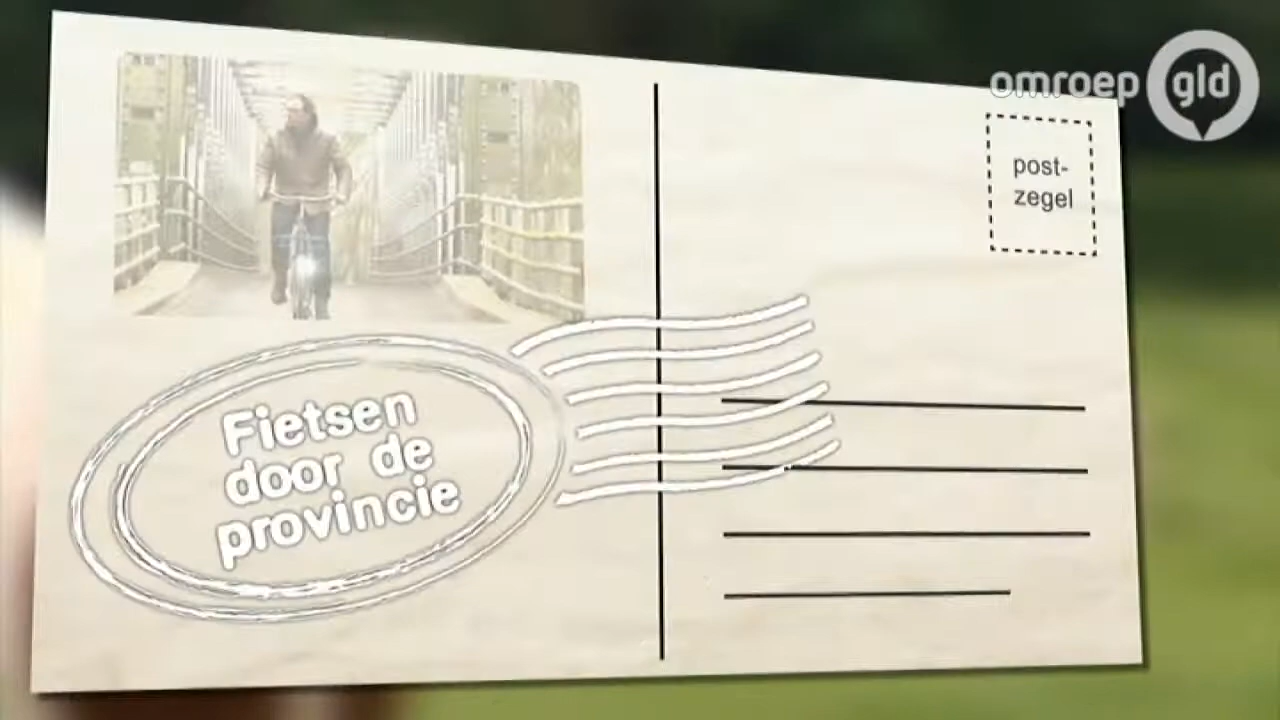 omroep gld
post-
zegel
Fietsen
door de
provincie